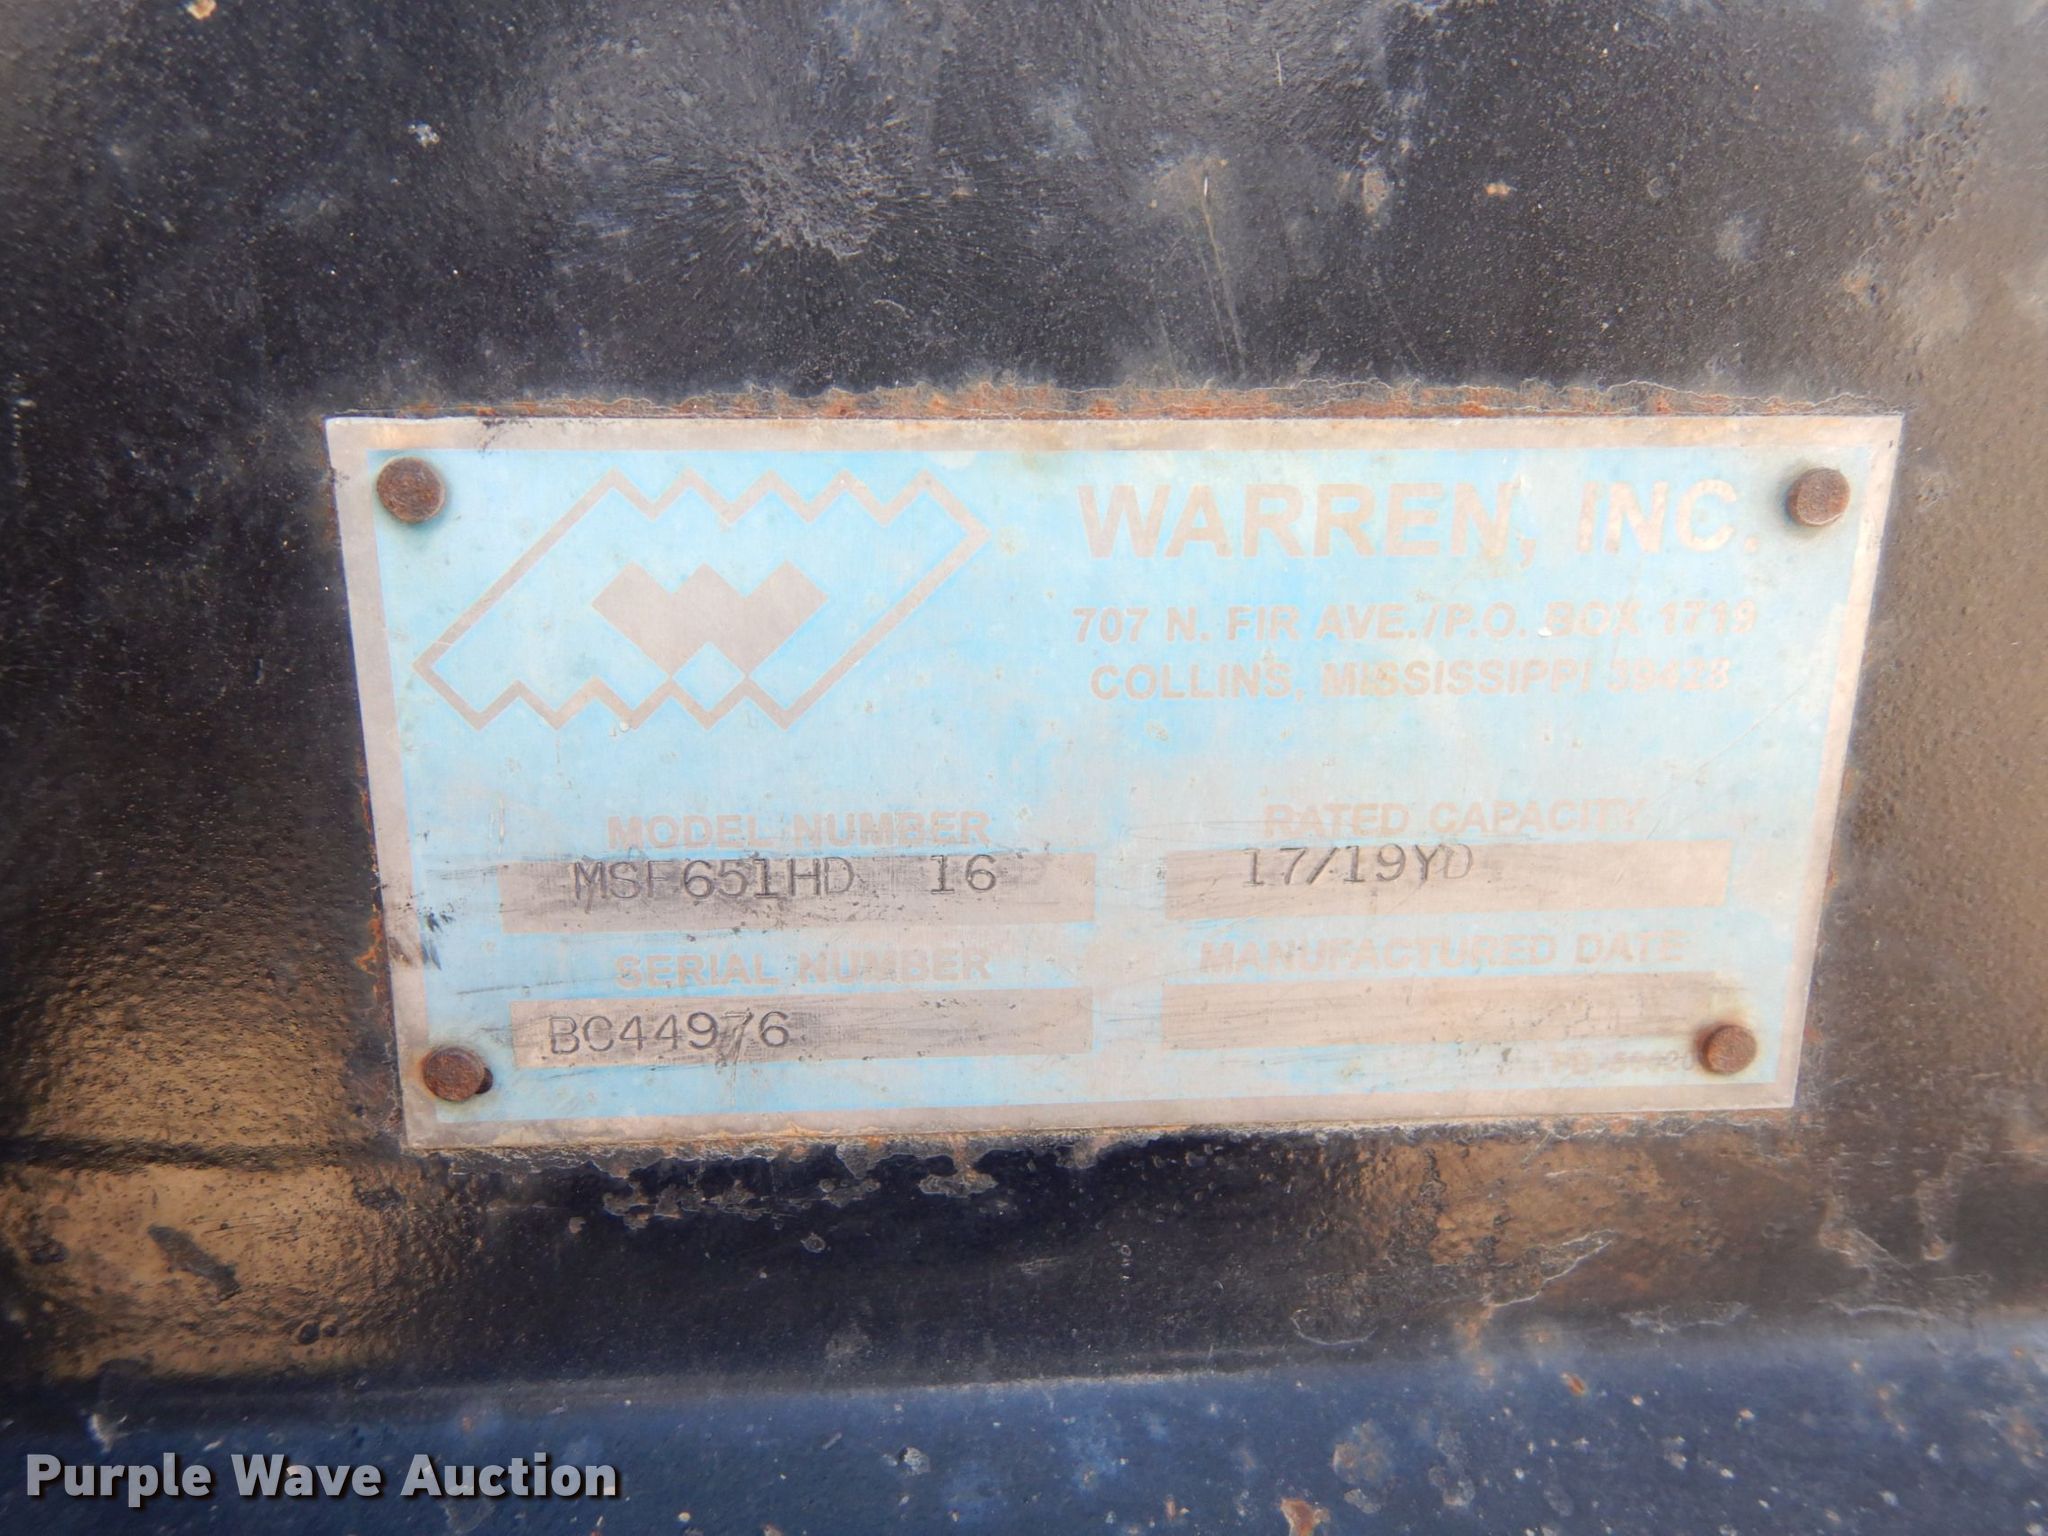 WARREN, INC.
707 N. FIR AVE./P.O. BOX 1719
COLLINS, MISSISSIPPI 39428
MODEL NUMBER
MSF651HD 16
RATED CAPACITY
17/19YD
SERIAL NUMBER
BC44976
MANUFACTURED DATE
Purple Wave Auction